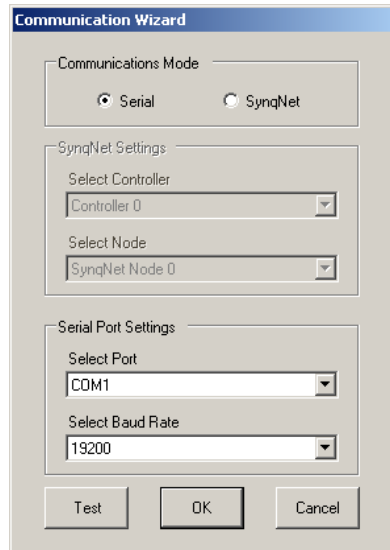 Communication Wizard
Communications Mode
Serial SynqNet
SynqNet Settings
Select Controller
Controller 0
Select Node
SynqNet Node 0
Serial Port Settings
Select Port
COM1
Select Baud Rate
19200
Test OK Cancel